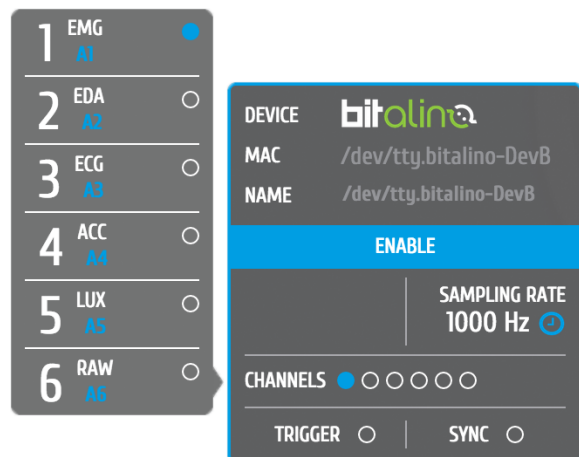 1 EMG
A1
2 EDA
A2
3 ECG
A3
4 ACC
A4
5 LUX
A5
6 RAW
A6
DEVICE bitalino
MAC /dev/tty.bitalino-DevB
NAME /dev/tty.bitalino-DevB
ENABLE
SAMPLING RATE
1000 Hz
CHANNELS
TRIGGER SYNC